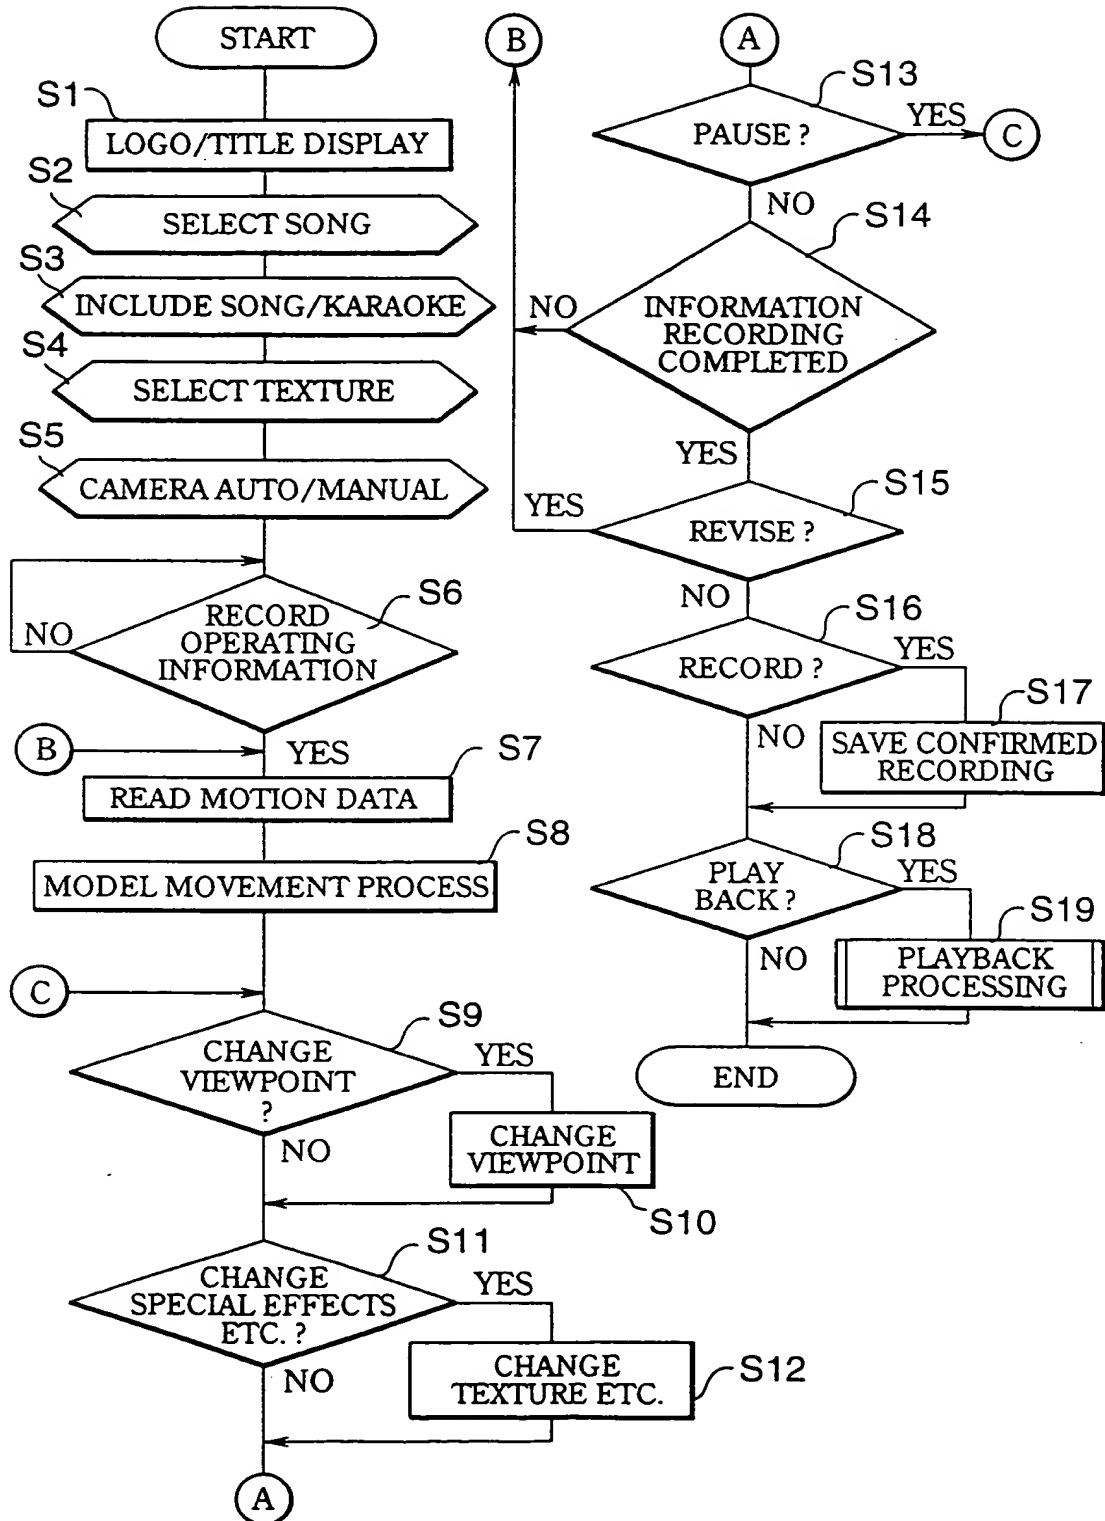 START
S1
LOGO/TITLE DISPLAY
S2
SELECT SONG
S3
INCLUDE SONG/KARAOKE
S4
SELECT TEXTURE
S5
CAMERA AUTO/MANUAL
S6
RECORD
OPERATING
INFORMATION
NO
YES
B
S7
READ MOTION DATA
S8
MODEL MOVEMENT PROCESS
C
S9
CHANGE
VIEWPOINT
?
YES
NO
CHANGE
VIEWPOINT
S10
S11
CHANGE
SPECIAL EFFECTS
ETC. ?
YES
NO
CHANGE
TEXTURE ETC.
S12
A
B
A
S13
PAUSE ?
YES
C
NO
S14
INFORMATION
RECORDING
COMPLETED
NO
YES
S15
REVISE ?
YES
NO
S16
RECORD ?
YES
NO
S17
SAVE CONFIRMED
RECORDING
S18
PLAY
BACK ?
YES
NO
S19
PLAYBACK
PROCESSING
END